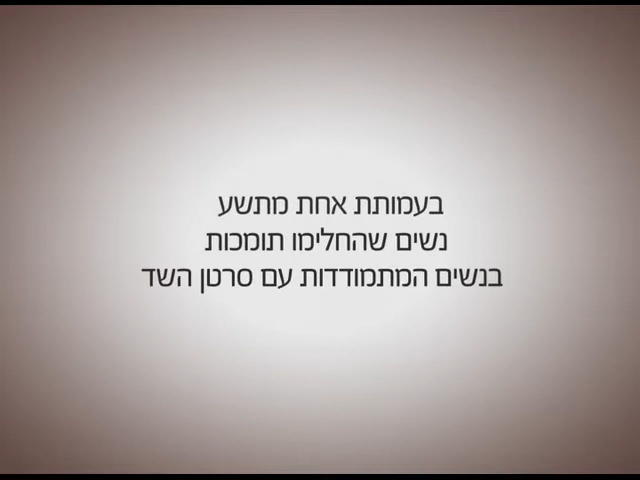 בעמותת אחת מתשע
נשים שהחלימו תומכות
בנשים המתמודדות עם סרטן השד